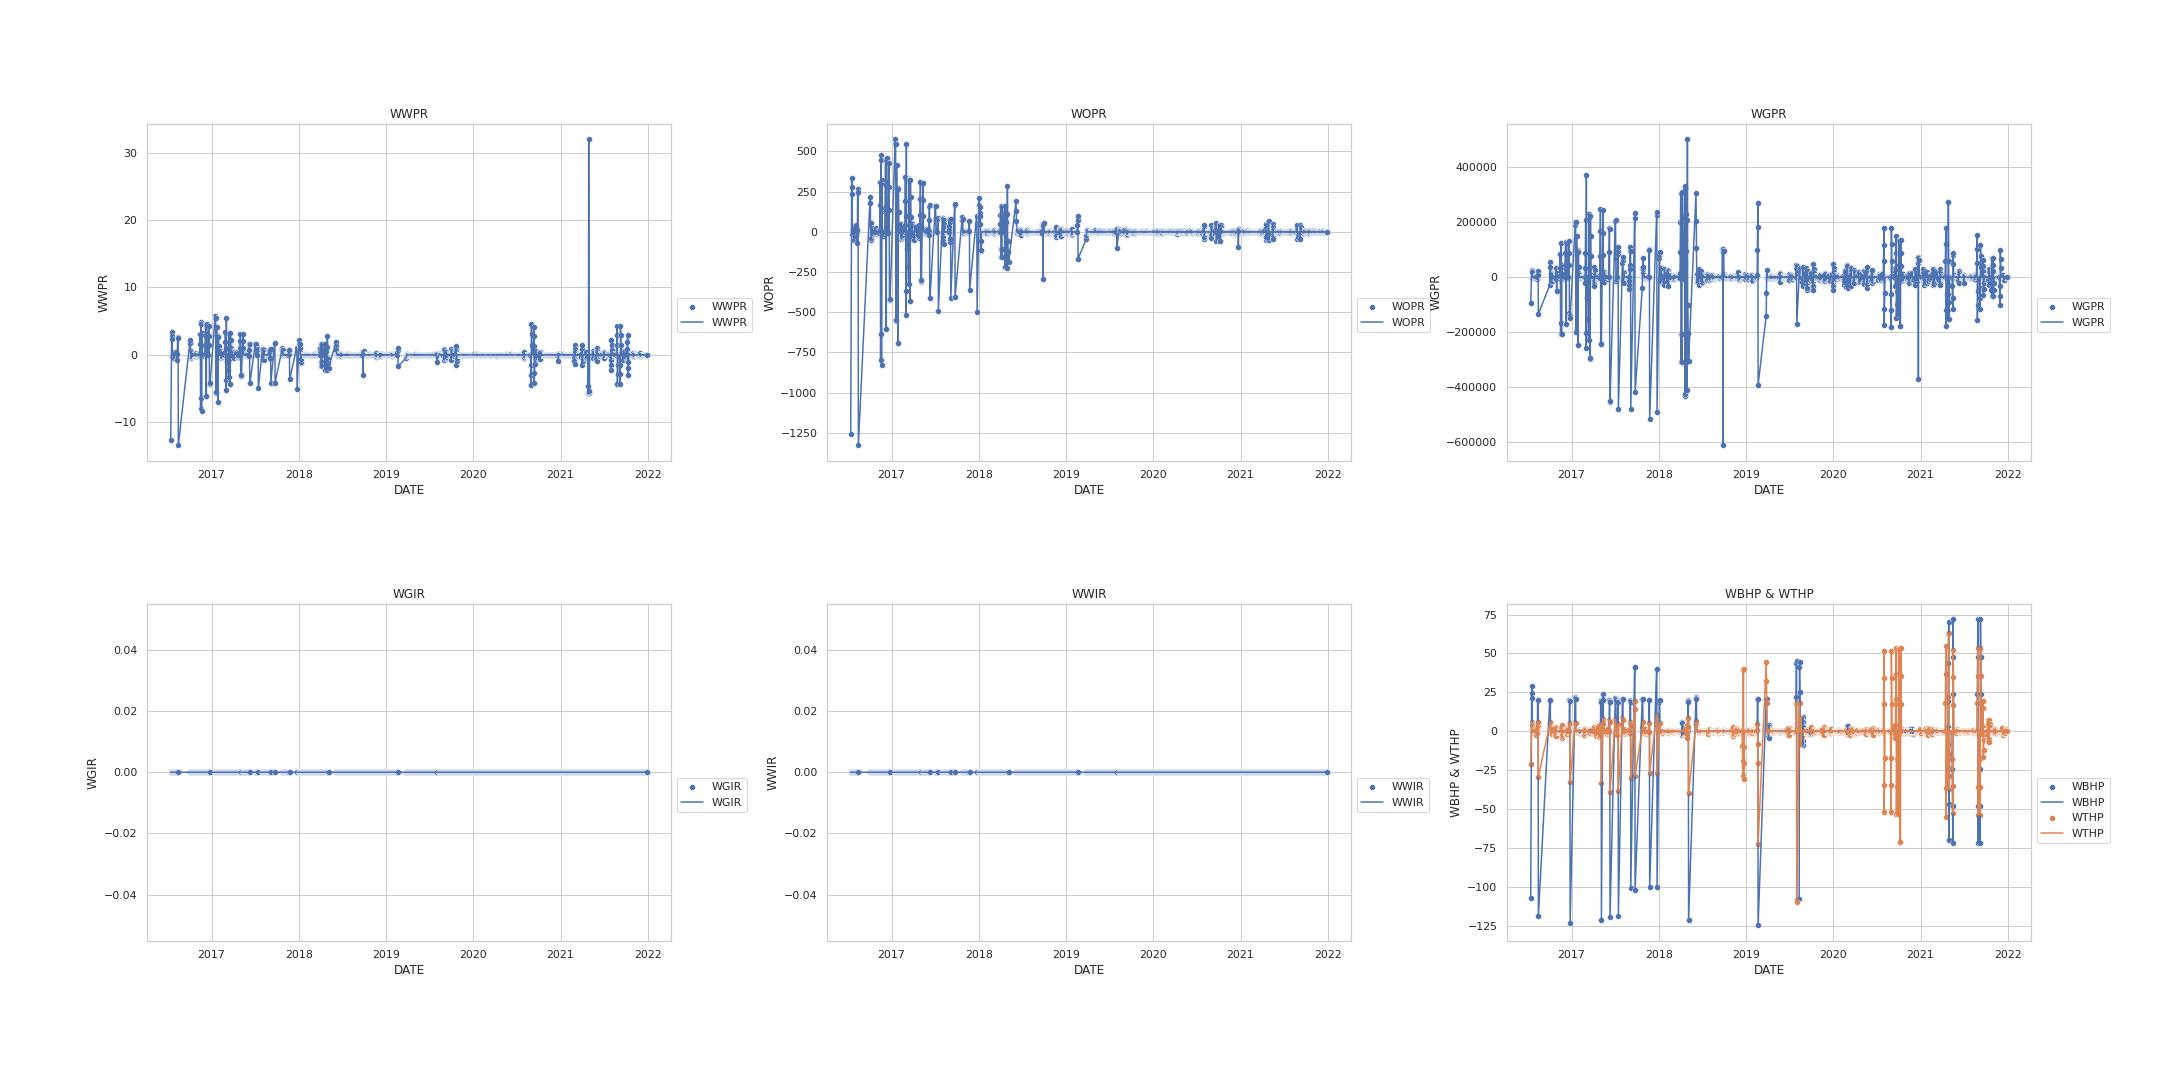 WWPR
30
20
10
0
−10
WWPR
2017 2018 2019 2020 2021 2022
DATE
WWPR
WWPR
WOPR
500
250
0
−250
−500
−750
−1000
−1250
WOPR
2017 2018 2019 2020 2021 2022
DATE
WOPR
WOPR
WGPR
400000
200000
0
−200000
−400000
−600000
WGPR
2017 2018 2019 2020 2021 2022
DATE
WGPR
WGPR
WGIR
0.04
0.02
0.00
−0.02
−0.04
WGIR
2017 2018 2019 2020 2021 2022
DATE
WGIR
WGIR
WWIR
0.04
0.02
0.00
−0.02
−0.04
WWIR
2017 2018 2019 2020 2021 2022
DATE
WWIR
WWIR
WBHP & WTHP
75
50
25
0
−25
−50
−75
−100
−125
WBHP & WTHP
2017 2018 2019 2020 2021 2022
DATE
WBHP
WBHP
WTHP
WTHP